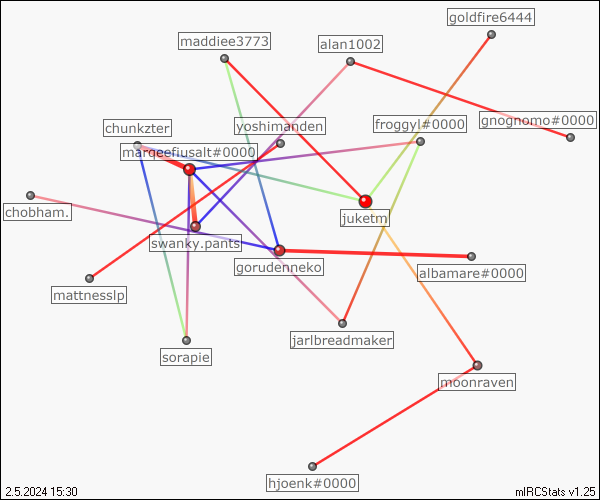 goldfire6444
maddiee3773
alan1002
gnognomo#0000
chunkzter
yoshimanden
froggyl#0000
marqeefiusalt#0000
chobham.
juketm
swanky.pants
gorudenneko
albamare#0000
mattnesslp
jarlbreadmaker
sorapie
moonraven
hjoenk#0000
2.5.2024 15:30
mIRCStats v1.25